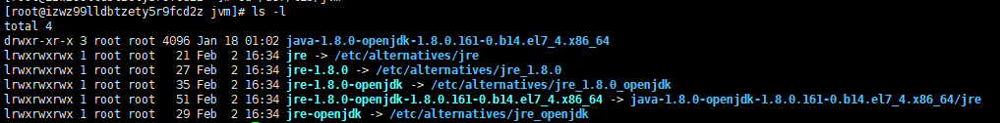 [root@izwz99lldbtzety5r9fcd2z jvm]# ls -l
total 4
drwxr-xr-x 3 root root 4096 Jan 18 01:02 java-1.8.0-openjdk-1.8.0.161-0.b14.el7_4.x86_64
lrwxrwxrwx 1 root root   21 Feb  2 16:34 jre -> /etc/alternatives/jre
lrwxrwxrwx 1 root root   27 Feb  2 16:34 jre-1.8.0 -> /etc/alternatives/jre_1.8.0
lrwxrwxrwx 1 root root   35 Feb  2 16:34 jre-1.8.0-openjdk -> /etc/alternatives/jre_1.8.0_openjdk
lrwxrwxrwx 1 root root   51 Feb  2 16:34 jre-1.8.0-openjdk-1.8.0.161-0.b14.el7_4.x86_64 -> java-1.8.0-openjdk-1.8.0.161-0.b14.el7_4.x86_64/jre
lrwxrwxrwx 1 root root   29 Feb  2 16:34 jre-openjdk -> /etc/alternatives/jre_openjdk